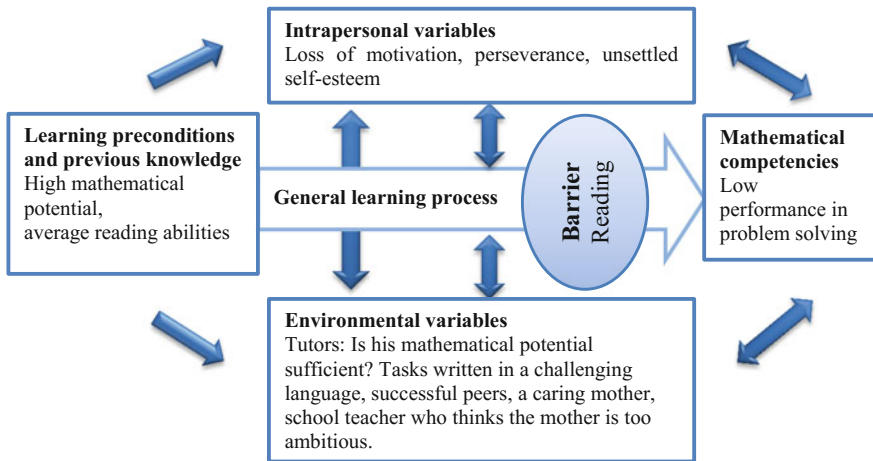 Intrapersonal variables
Loss of motivation, perseverance, unsettled
self-esteem
Learning preconditions
and previous knowledge
High mathematical
potential,
average reading abilities
General learning process
Barrier
Reading
Mathematical
competencies
Low
performance in
problem solving
Environmental variables
Tutors: Is his mathematical potential
sufficient? Tasks written in a challenging
language, successful peers, a caring mother,
school teacher who thinks the mother is too
ambitious.